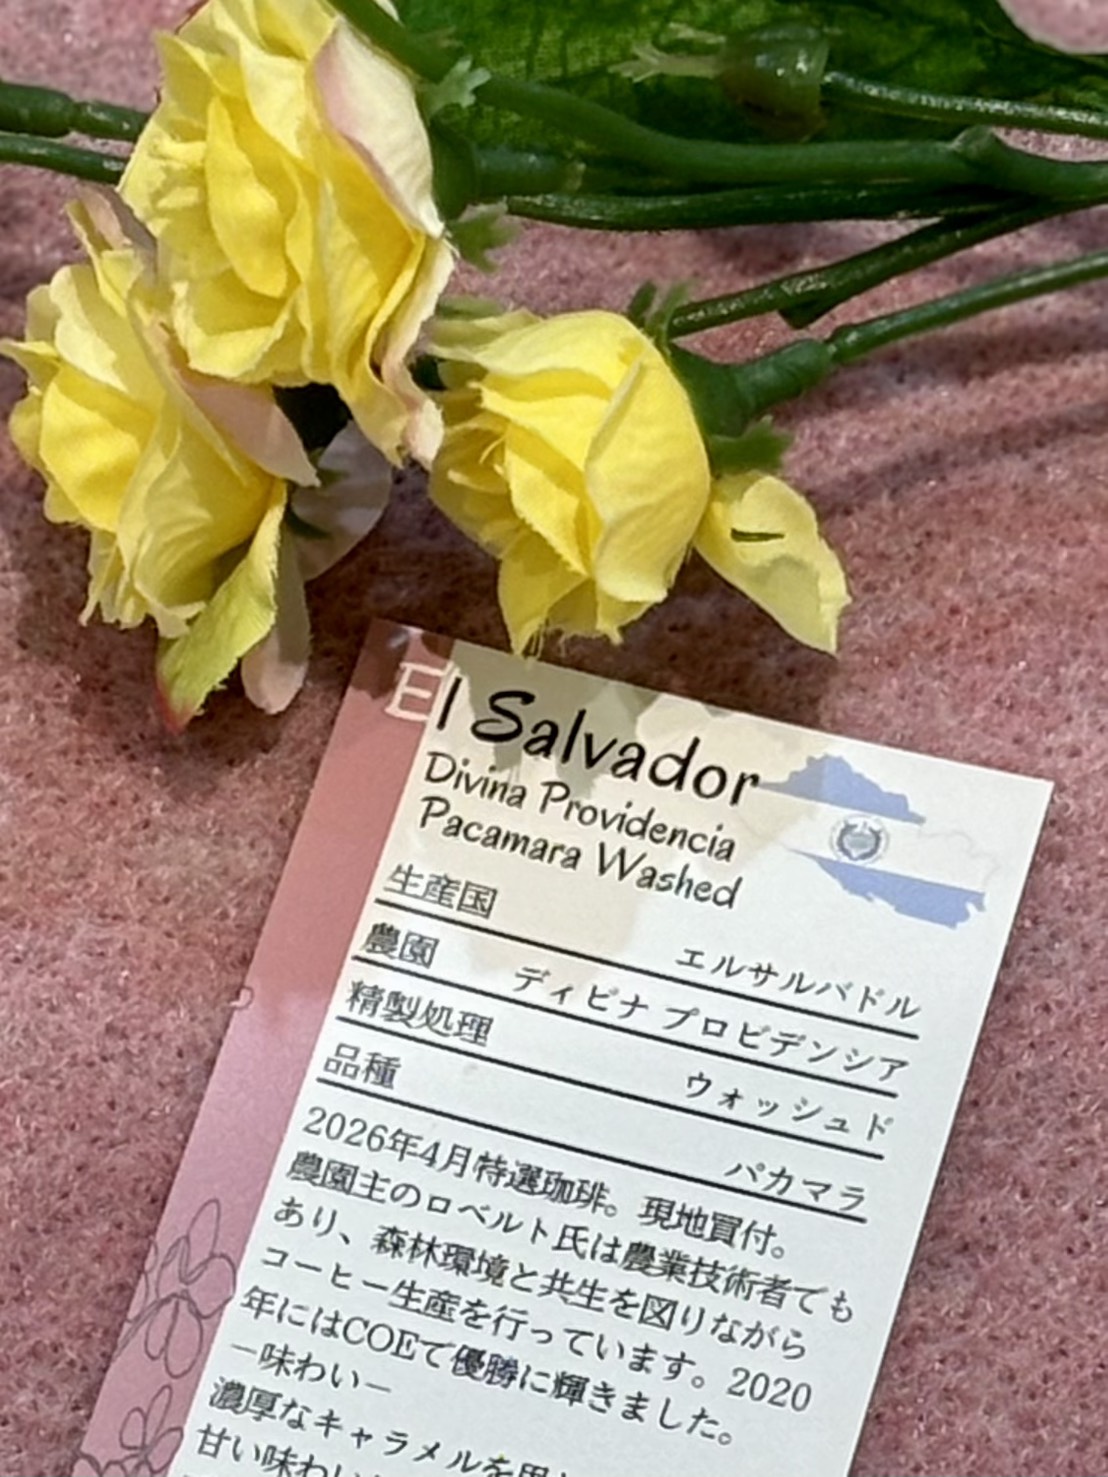 El Salvador
Divina Providencia
Pacamara Washed
生産国 エルサルバドル
農園 ディビナ プロビデンシア
精製処理 ウォッシュド
品種 パカマラ
2026年4月特選珈琲。現地買付。
農園主のロベルト氏は農業技術者でも
あり、森林環境と共生を図りながら
コーヒー生産を行っています。2020
年にはCOEで優勝に輝きました。
ー味わいー
濃厚なキャラメルを思
甘い味わい